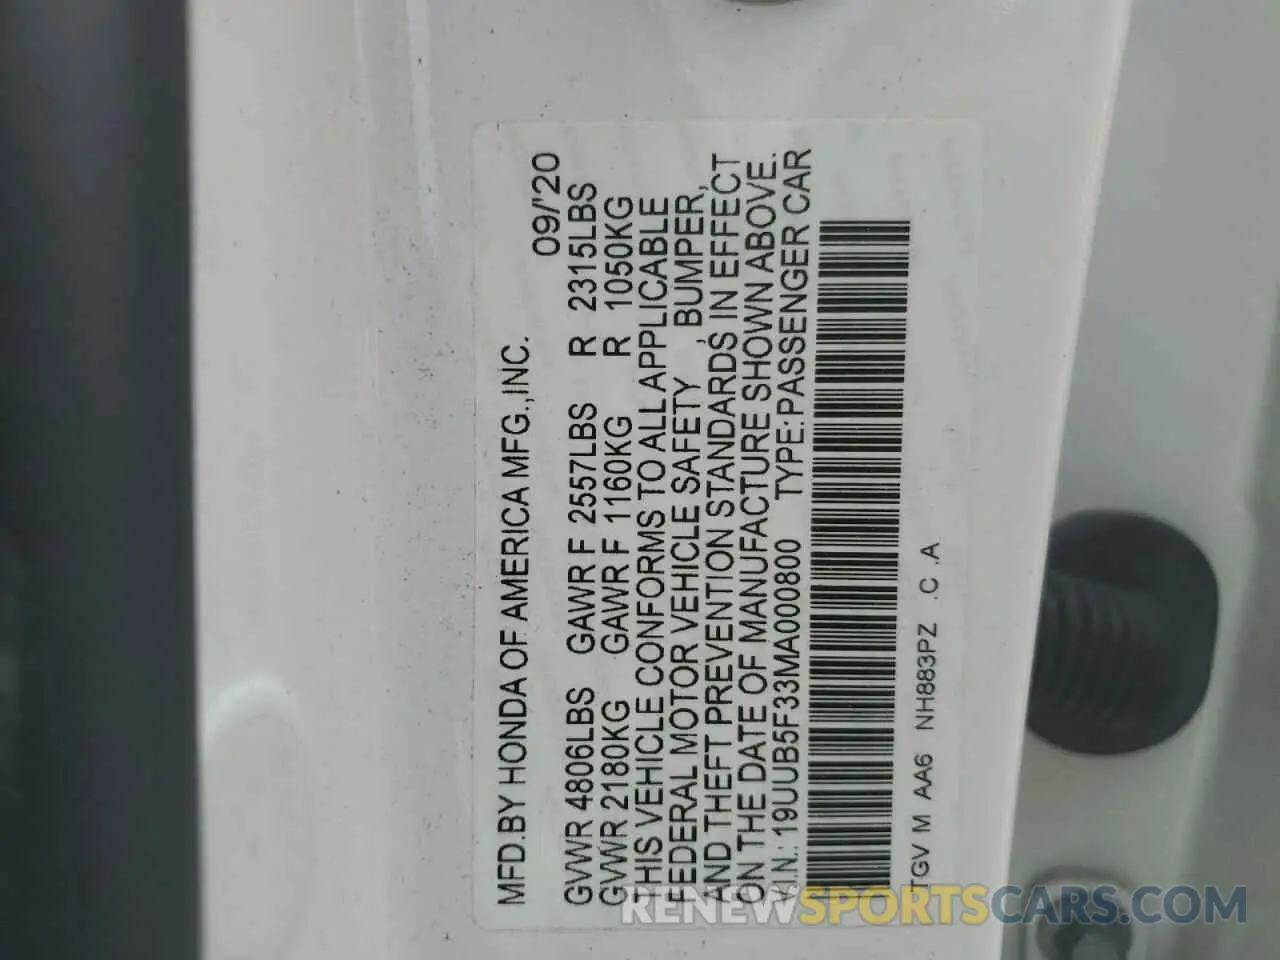 MFD.BY HONDA OF AMERICA MFG.,INC.
09/'20
GVWR 4806LBS GAWR F 2557LBS R 2315LBS
GVWR 2180KG GAWR F 1160KG R 1050KG
THIS VEHICLE CONFORMS TO ALL APPLICABLE
FEDERAL MOTOR VEHICLE SAFETY , BUMPER,
AND THEFT PREVENTION STANDARDS IN EFFECT
ON THE DATE OF MANUFACTURE SHOWN ABOVE.
V.I.N.: 19UUB5F33MA000800 TYPE:PASSENGER CAR
TGV M AA6 NH883PZ .C .A
RENEWSPORTSCARS.COM